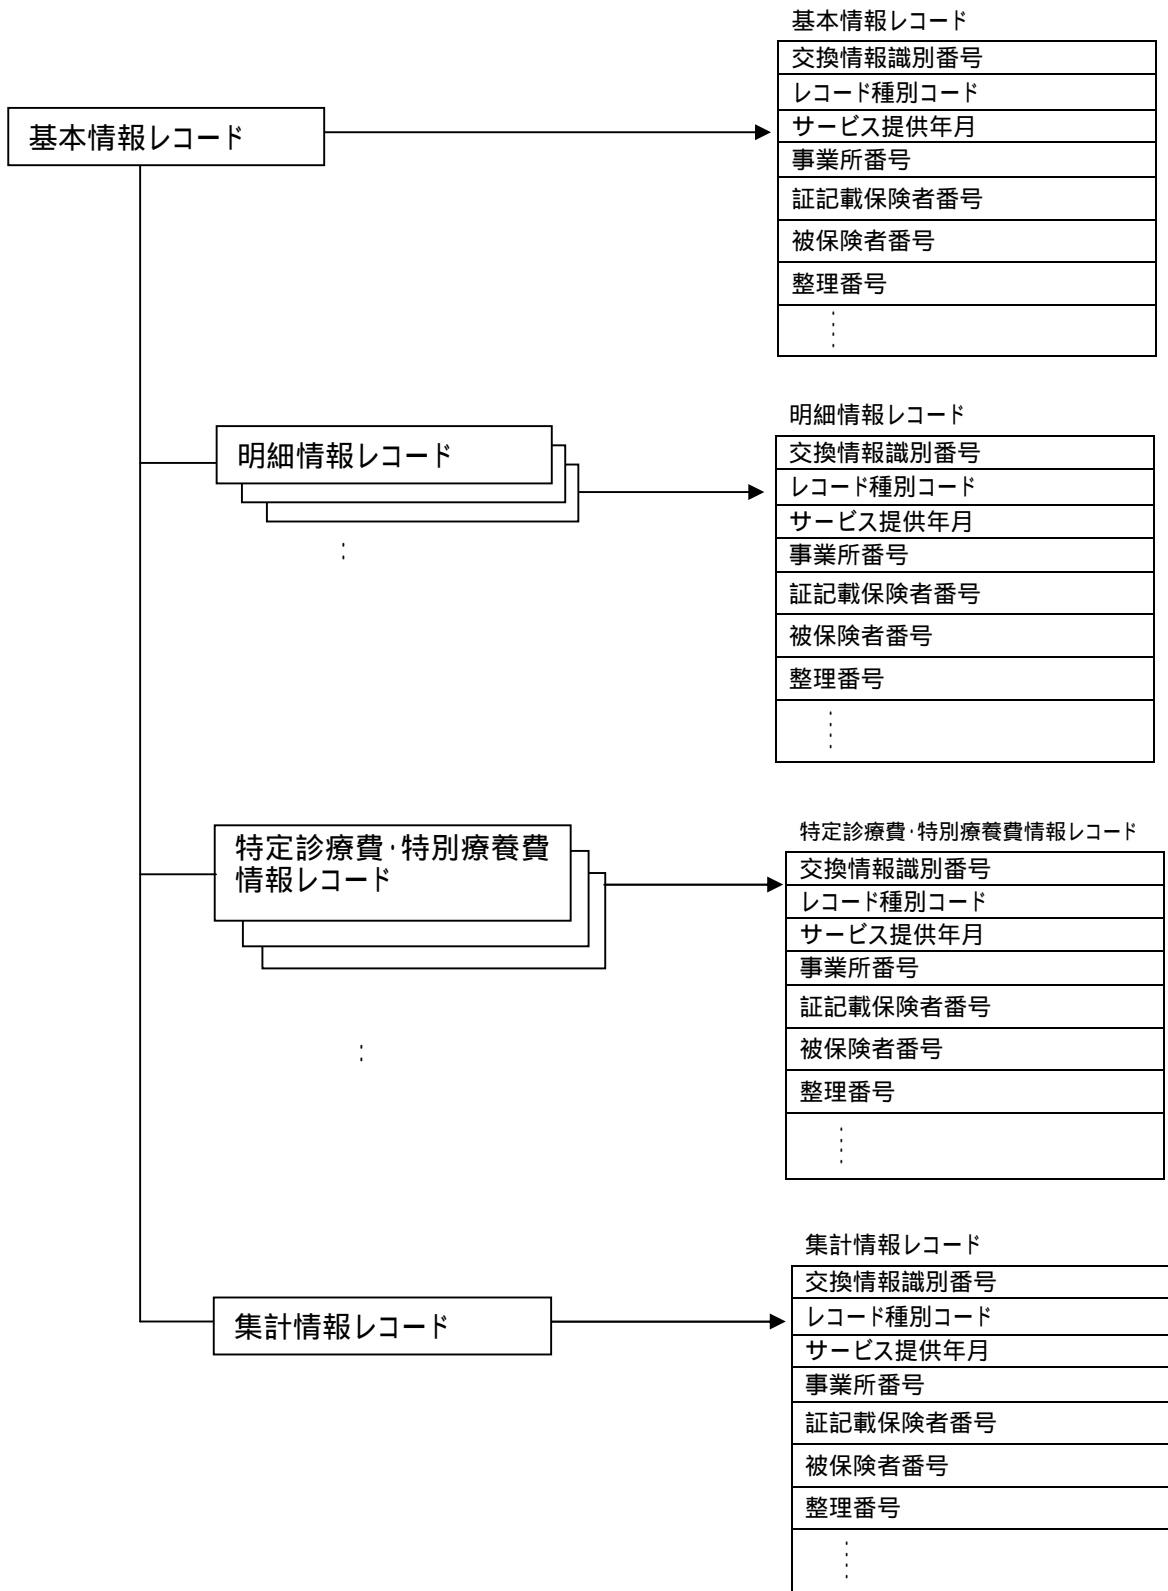 基本情報レコード
基本情報レコード
交換情報識別番号
レコード種別コード
サービス提供年月
事業所番号
証記載保険者番号
被保険者番号
整理番号
明細情報レコード
明細情報レコード
交換情報識別番号
レコード種別コード
サービス提供年月
事業所番号
証記載保険者番号
被保険者番号
整理番号
特定診療費・特別療養費
情報レコード
特定診療費・特別療養費情報レコード
交換情報識別番号
レコード種別コード
サービス提供年月
事業所番号
証記載保険者番号
被保険者番号
整理番号
集計情報レコード
集計情報レコード
交換情報識別番号
レコード種別コード
サービス提供年月
事業所番号
証記載保険者番号
被保険者番号
整理番号